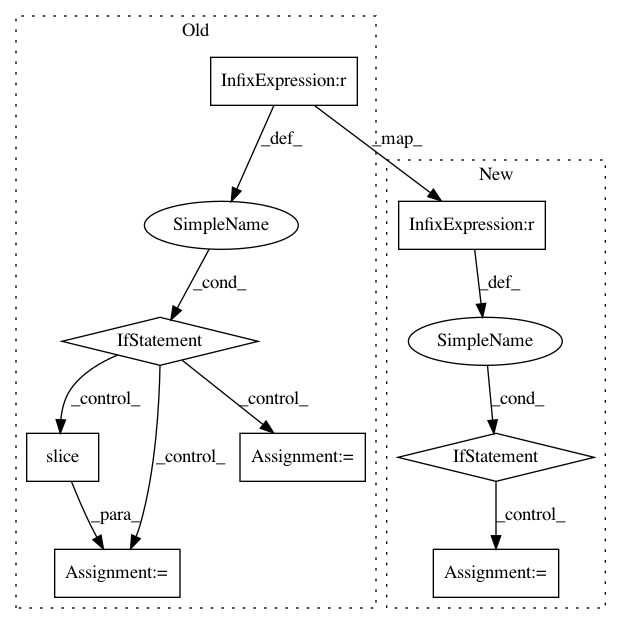 Old
InfixExpression:r
_def_
_map_
New
SimpleName
InfixExpression:r
_cond_
_def_
IfStatement
SimpleName
_control_
_control_
_control_
_cond_
slice
Assignment:=
IfStatement
_para_
_control_
Assignment:=
Assignment:=